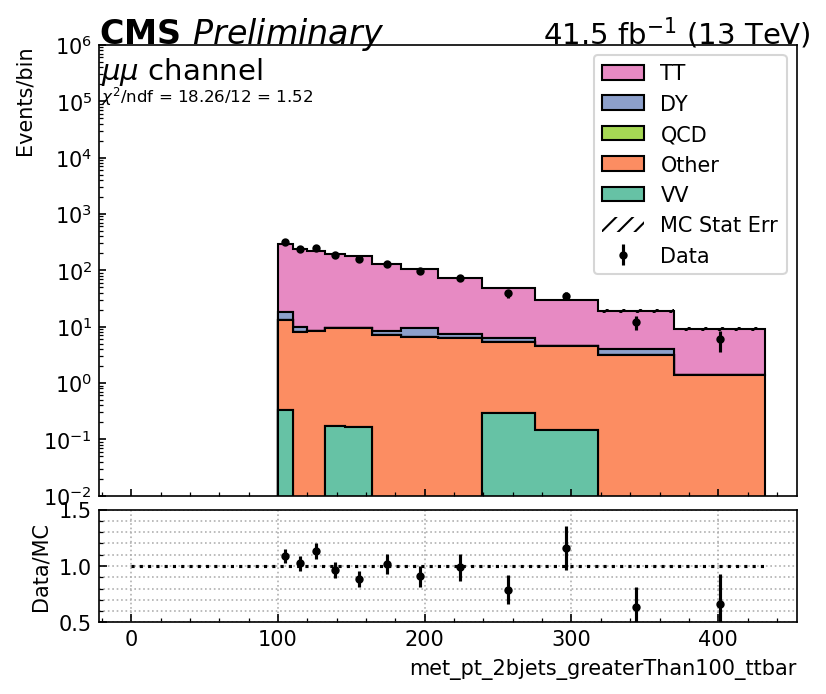 CMS Preliminary 41.5 fb⁻¹ (13 TeV)
μμ channel
χ²/ndf = 18.26/12 = 1.52
Events/bin
10⁶
10⁵
10⁴
10³
10²
10¹
10⁰
10⁻¹
10⁻²
TT
DY
QCD
Other
VV
MC Stat Err
Data
Data/MC
1.5
1.0
0.5
0 100 200 300 400
met_pt_2bjets_greaterThan100_ttbar